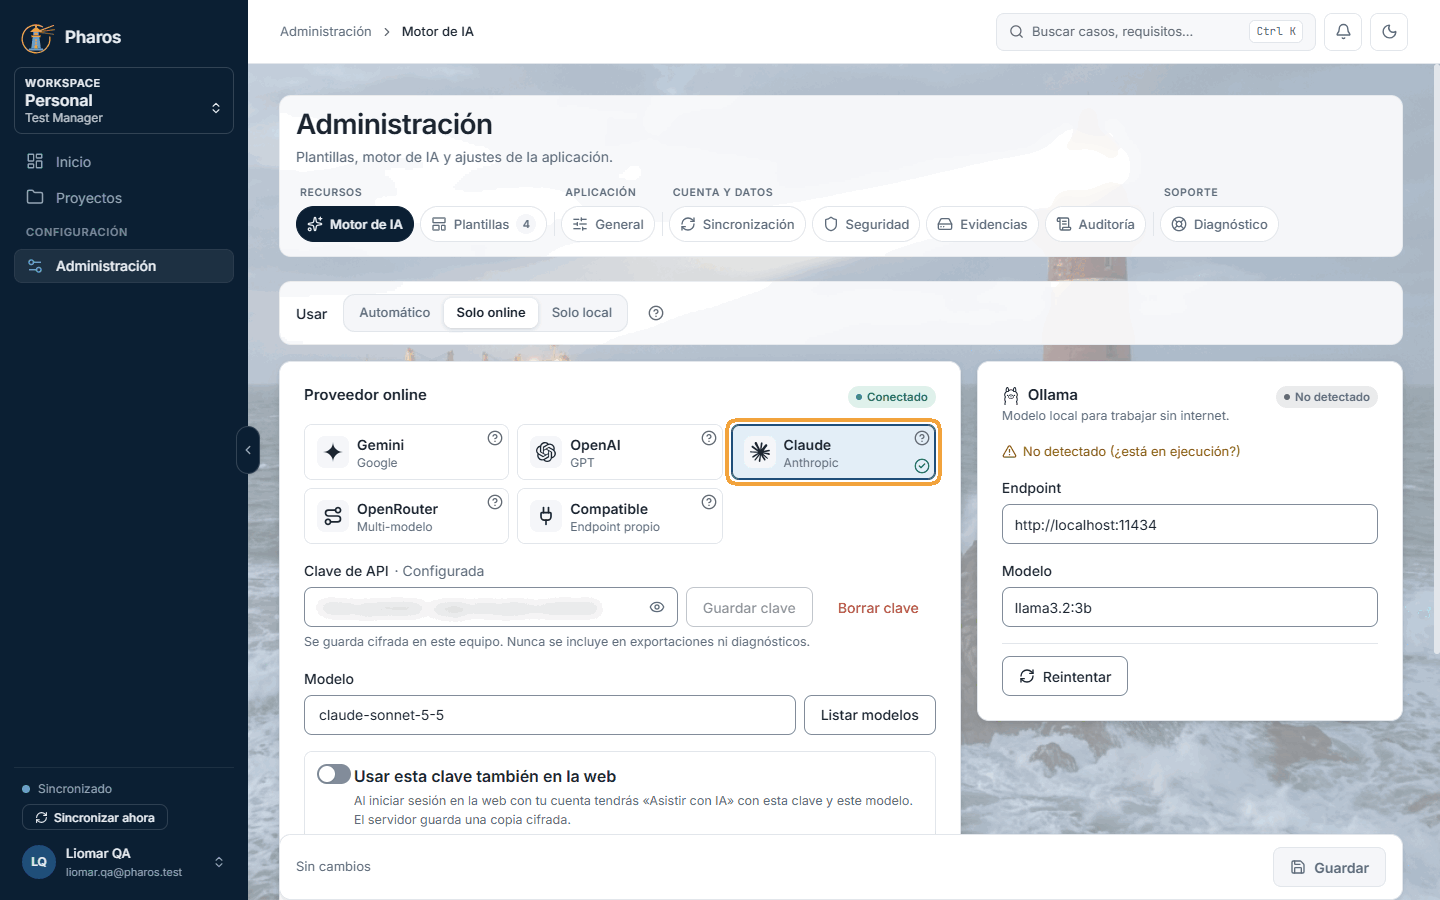 Pharos
WORKSPACE
Personal
Test Manager
Inicio
Proyectos
CONFIGURACIÓN
Administración
Sincronizado
Sincronizar ahora
LQ
Liomar QA
liomar.qa@pharos.test
Administración > Motor de IA
Buscar casos, requisitos...
Ctrl K
Administración
Plantillas, motor de IA y ajustes de la aplicación.
RECURSOS
Motor de IA
Plantillas 4
APLICACIÓN
General
CUENTA Y DATOS
Sincronización
Seguridad
Evidencias
Auditoría
SOPORTE
Diagnóstico
Usar
Automático
Solo online
Solo local
Proveedor online
Conectado
Gemini
Google
OpenAI
GPT
Claude
Anthropic
OpenRouter
Multi-modelo
Compatible
Endpoint propio
Clave de API · Configurada
Guardar clave
Borrar clave
Se guarda cifrada en este equipo. Nunca se incluye en exportaciones ni diagnósticos.
Modelo
claude-sonnet-5-5
Listar modelos
Usar esta clave también en la web
Al iniciar sesión en la web con tu cuenta tendrás «Asistir con IA» con esta clave y este modelo.
El servidor guarda una copia cifrada.
Ollama
No detectado
Modelo local para trabajar sin internet.
No detectado (¿está en ejecución?)
Endpoint
http://localhost:11434
Modelo
llama3.2:3b
Reintentar
Sin cambios
Guardar